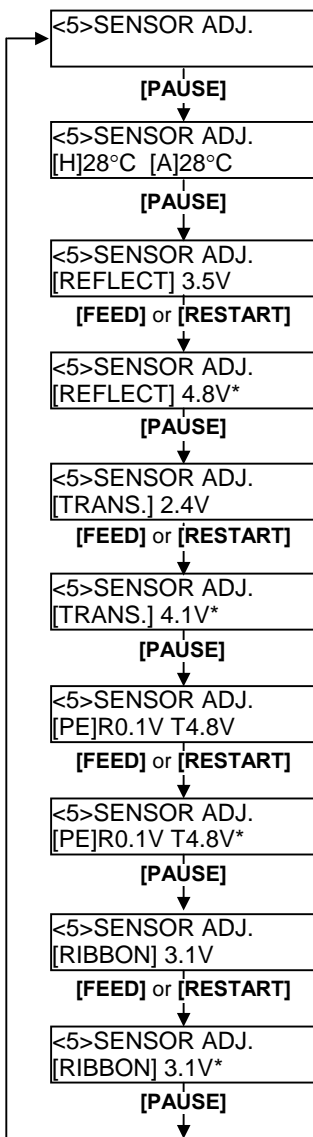 <5>SENSOR ADJ.
[PAUSE]
<5>SENSOR ADJ.
[H]28°C [A]28°C
[PAUSE]
<5>SENSOR ADJ.
[REFLECT] 3.5V
[FEED] or [RESTART]
<5>SENSOR ADJ.
[REFLECT] 4.8V*
[PAUSE]
<5>SENSOR ADJ.
[TRANS.] 2.4V
[FEED] or [RESTART]
<5>SENSOR ADJ.
[TRANS.] 4.1V*
[PAUSE]
<5>SENSOR ADJ.
[PE]R0.1V T4.8V
[FEED] or [RESTART]
<5>SENSOR ADJ.
[PE]R0.1V T4.8V*
[PAUSE]
<5>SENSOR ADJ.
[RIBBON] 3.1V
[FEED] or [RESTART]
<5>SENSOR ADJ.
[RIBBON] 3.1V*
[PAUSE]